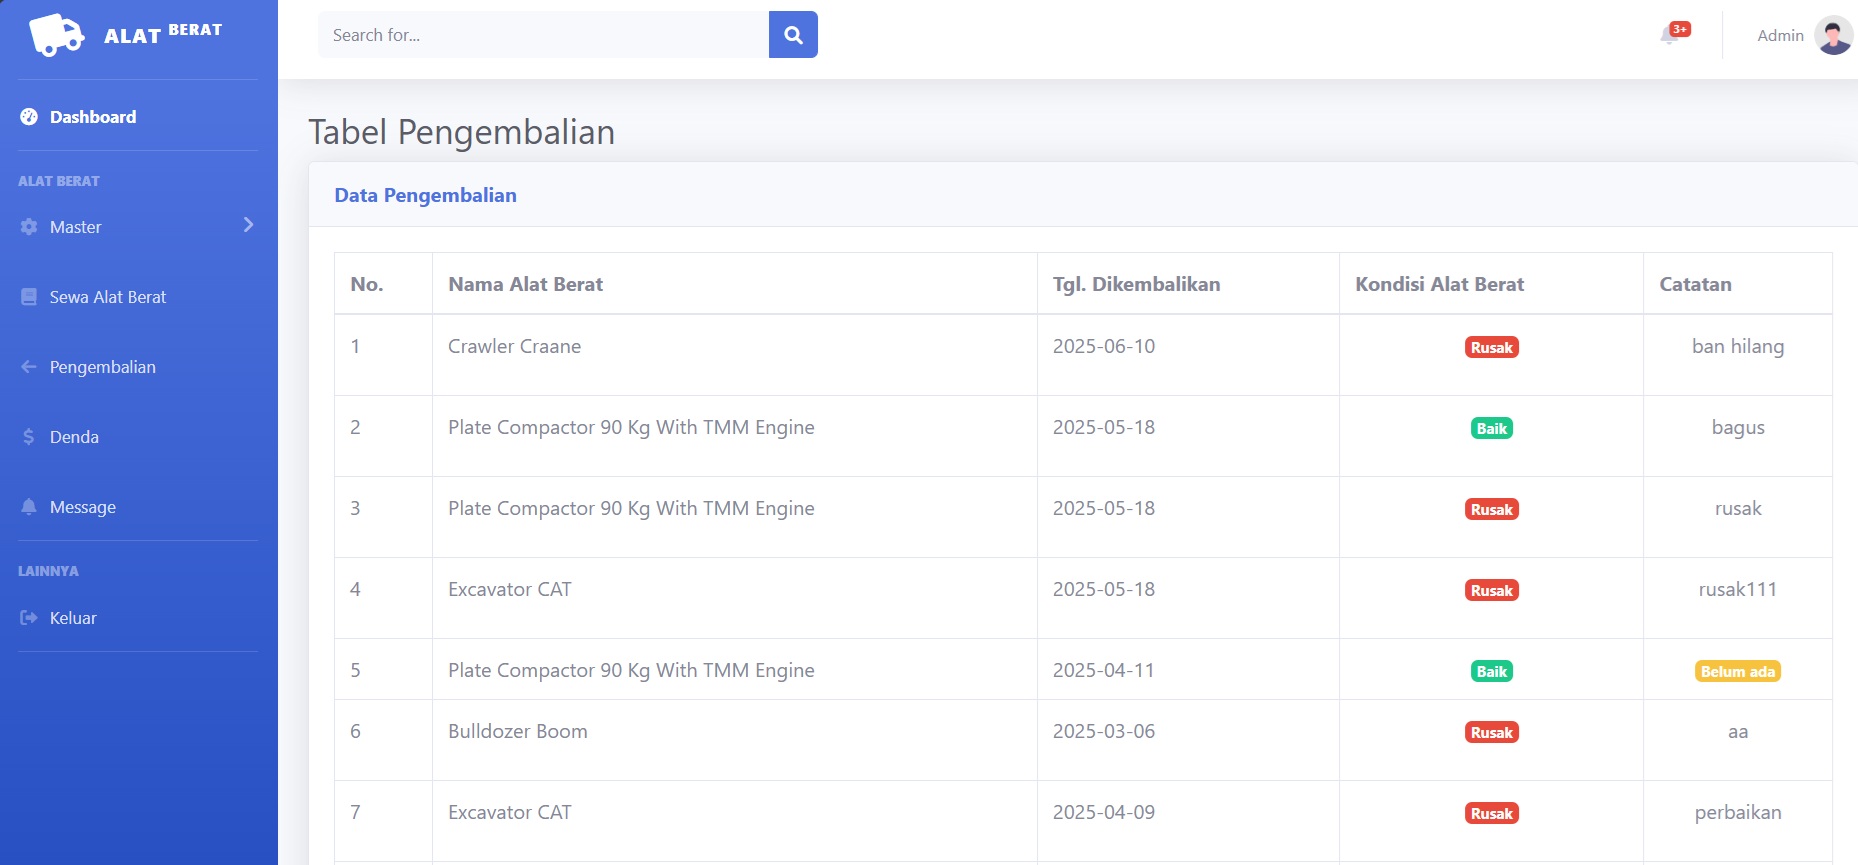 ALAT BERAT
Search for...
3+
Admin
Dashboard
ALAT BERAT
Master
Sewa Alat Berat
Pengembalian
Denda
Message
LAINNYA
Keluar
Tabel Pengembalian
Data Pengembalian
No. Nama Alat Berat Tgl. Dikembalikan Kondisi Alat Berat Catatan
1 Crawler Craane 2025-06-10 Rusak ban hilang
2 Plate Compactor 90 Kg With TMM Engine 2025-05-18 Baik bagus
3 Plate Compactor 90 Kg With TMM Engine 2025-05-18 Rusak rusak
4 Excavator CAT 2025-05-18 Rusak rusak111
5 Plate Compactor 90 Kg With TMM Engine 2025-04-11 Baik Belum ada
6 Bulldozer Boom 2025-03-06 Rusak aa
7 Excavator CAT 2025-04-09 Rusak perbaikan